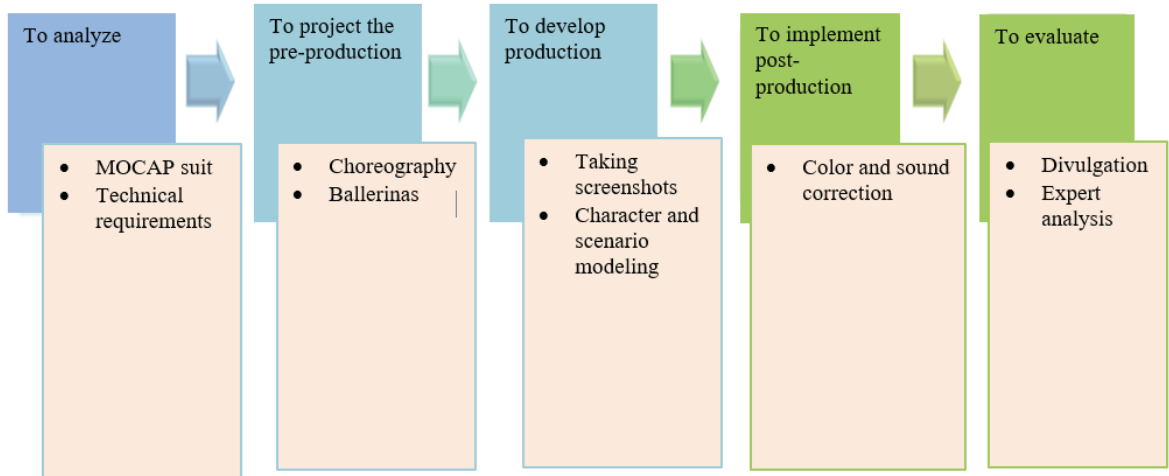 To analyze
• MOCAP suit
• Technical
requirements
To project the
pre-production
• Choreography
• Ballerinas
To develop
production
• Taking
screenshots
• Character and
scenario
modeling
To implement
post-
production
• Color and sound
correction
To evaluate
• Divulgation
• Expert
analysis